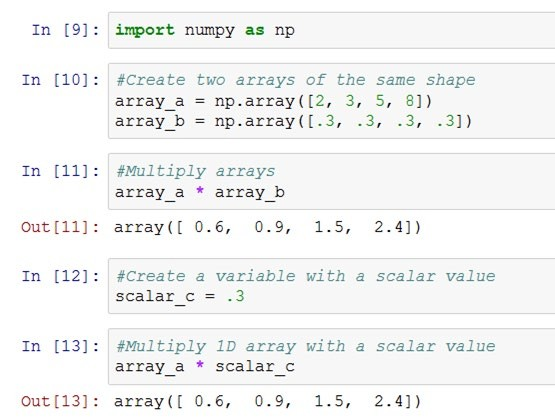 In [9]: import numpy as np
In [10]: #Create two arrays of the same shape
array_a = np.array([2, 3, 5, 8])
array_b = np.array([.3, .3, .3, .3])
In [11]: #Multiply arrays
array_a * array_b
Out[11]: array([ 0.6,  0.9,  1.5,  2.4])
In [12]: #Create a variable with a scalar value
scalar_c = .3
In [13]: #Multiply 1D array with a scalar value
array_a * scalar_c
Out[13]: array([ 0.6,  0.9,  1.5,  2.4])